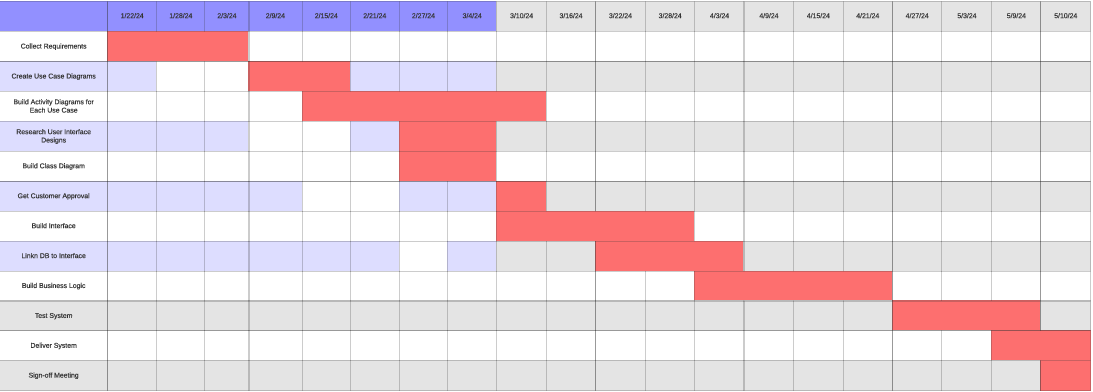 1/22/24 1/28/24 2/3/24 2/9/24 2/15/24 2/21/24 2/27/24 3/4/24 3/10/24 3/16/24 3/22/24 3/28/24 4/3/24 4/9/24 4/15/24 4/21/24 4/27/24 5/3/24 5/9/24 5/10/24
Collect Requirements
Create Use Case Diagrams
Build Activity Diagrams for
Each Use Case
Research User Interface
Designs
Build Class Diagram
Get Customer Approval
Build Interface
Linkn DB to Interface
Build Business Logic
Test System
Deliver System
Sign-off Meeting